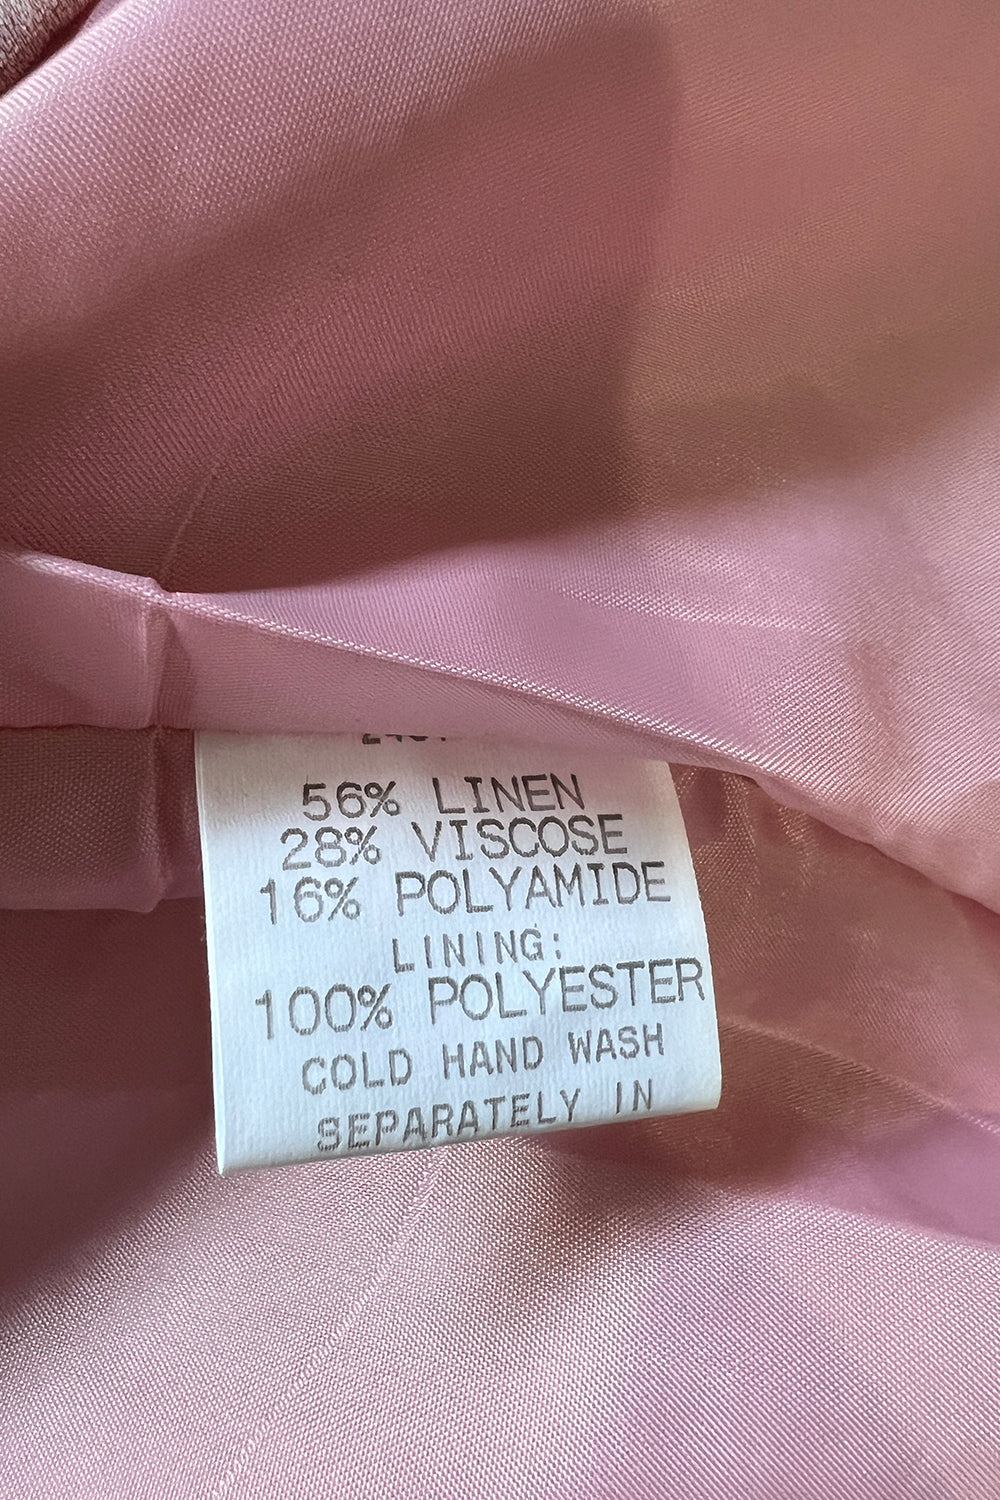 56% LINEN
28% VISCOSE
16% POLYAMIDE
LINING:
100% POLYESTER
COLD HAND WASH
SEPARATELY IN